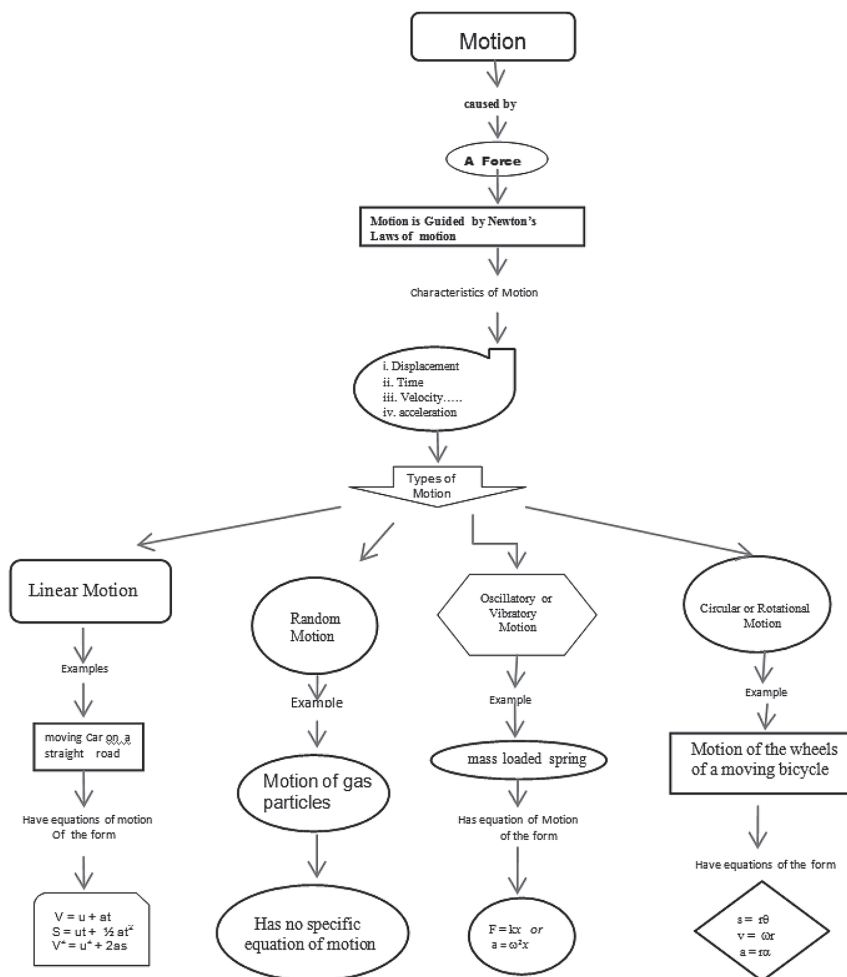 Motion
caused by
A Force
Motion is Guided by Newton's
Laws of motion
Characteristics of Motion
i. Displacement
ii. Time
iii. Velocity.....
iv. acceleration
Types of
Motion
Linear Motion
Examples
moving Car on a
straight road
Have equations of motion
Of the form
V = u + at
S = ut + ½ at²
V² = u² + 2as
Random
Motion
Example
Motion of gas
particles
Has no specific
equation of motion
Oscillatory or
Vibratory
Motion
Example
mass loaded spring
Has equation of Motion
of the form
F = kx or
a = ω²x
Circular or Rotational
Motion
Example
Motion of the wheels
of a moving bicycle
Have equations of the form
s = rθ
v = ωr
a = rα